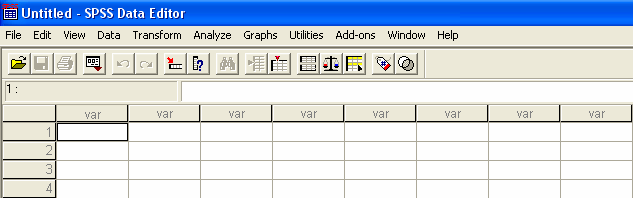 Untitled - SPSS Data Editor
File Edit View Data Transform Analyze Graphs Utilities Add-ons Window Help
1 :
var var var var var var var var
1
2
3
4